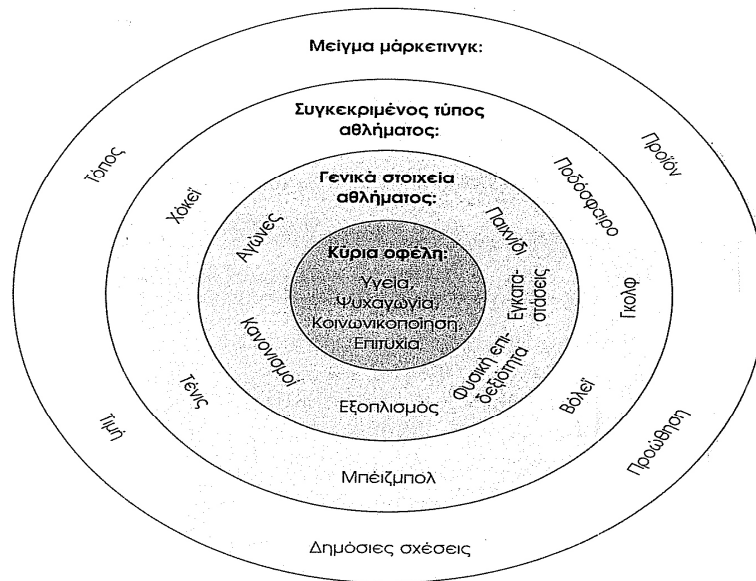 Μείγμα μάρκετινγκ:
Προϊόν
Προώθηση
Δημόσιες σχέσεις
Τιμή
Τόπος
Συγκεκριμένος τύπος
αθλήματος:
Ποδόσφαιρο
Γκολφ
Βόλεϊ
Μπέιζμπολ
Τένις
Χόκεϊ
Γενικά στοιχεία
αθλήματος:
Παιχνίδι
Εγκατα-
στάσεις
Φυσική επι-
δεξιότητα
Εξοπλισμός
Κανονισμοί
Αγώνες
Κύρια οφέλη:
Υγεία,
Ψυχαγωγία,
Κοινωνικοποίηση,
Επιτυχία